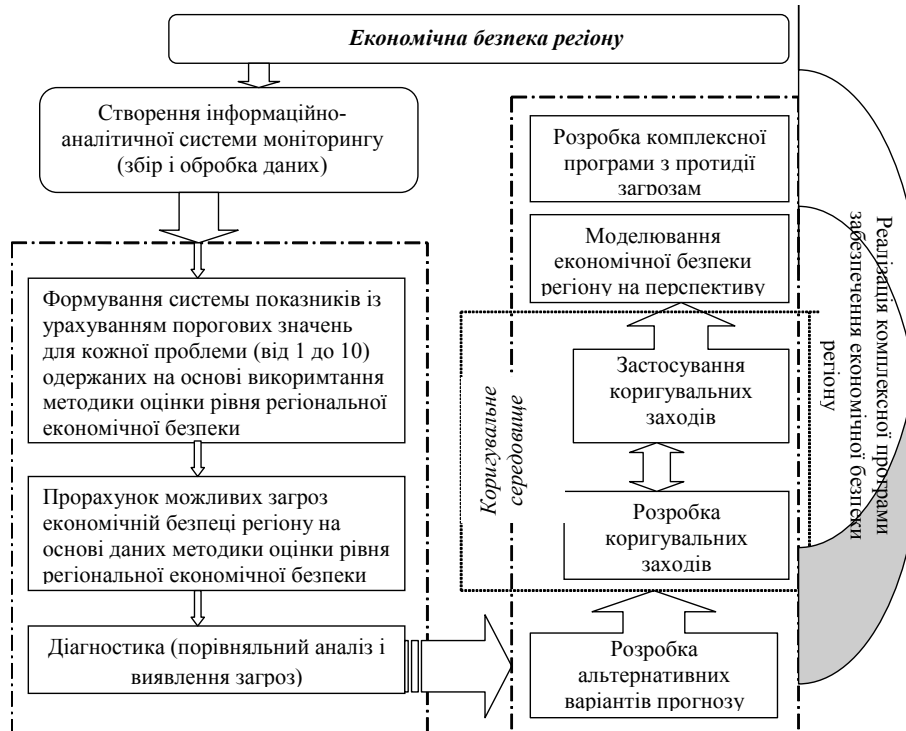 Економічна безпека регіону
Створення інформаційно-
аналітичної системи моніторингу
(збір і обробка даних)
Формування системы показників із
урахуванням порогових значень
для кожної проблеми (від 1 до 10)
одержаних на основі викоримтання
методики оцінки рівня регіональної
економічної безпеки
Прорахунок можливих загроз
економічній безпеці регіону на
основі даних методики оцінки рівня
регіональної економічної безпеки
Діагностика (порівняльний аналіз і
виявлення загроз)
Розробка комплексної
програми з протидії
загрозам
Моделювання
економічної безпеки
регіону на перспективу
Застосування
коригувальних
заходів
Розробка
коригувальних
заходів
Розробка
альтернативних
варіантів прогнозу
Коригувальне
середовище
Реалізація комплексної програми
забезпечення економічної безпеки
регіону